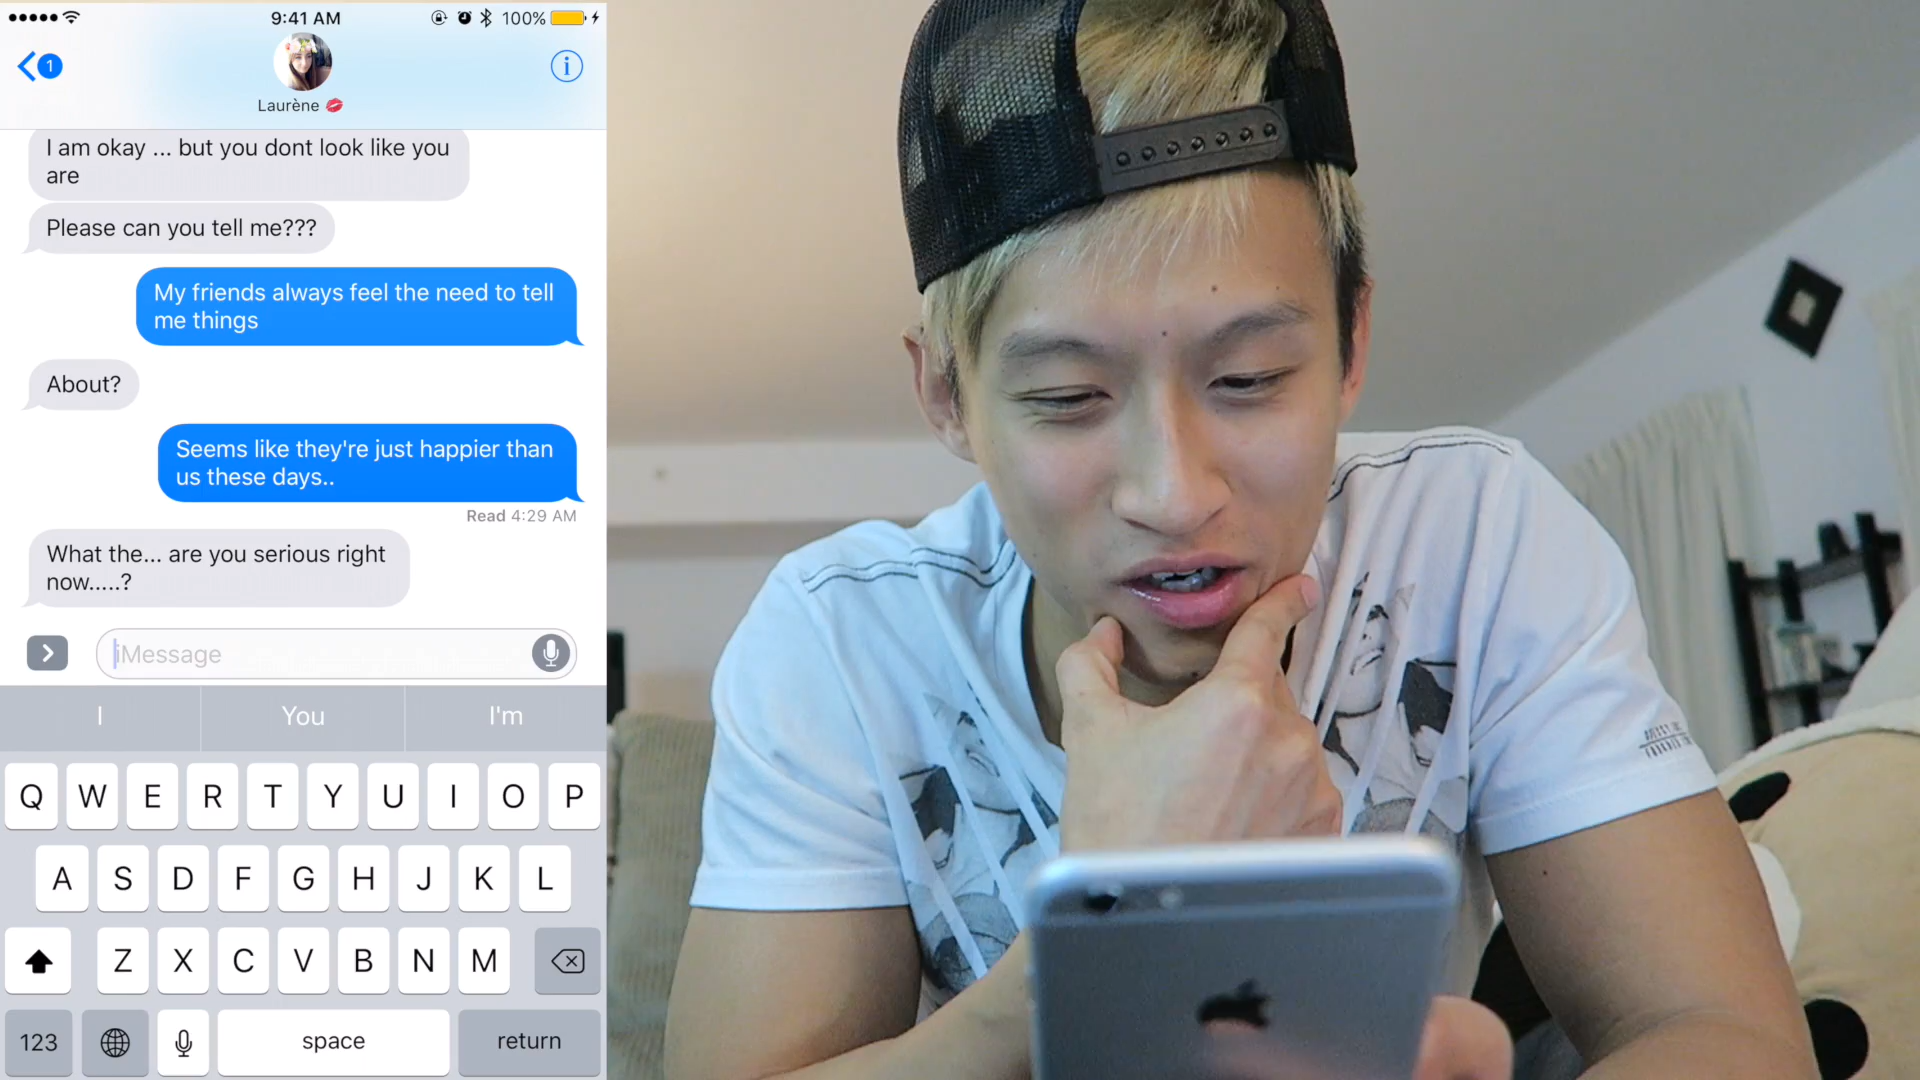 9:41 AM
100%
1
Laurène
I am okay ... but you dont look like you
are
Please can you tell me???
My friends always feel the need to tell
me things
About?
Seems like they're just happier than
us these days..
Read 4:29 AM
What the... are you serious right
now.....?
iMessage
I You I'm
Q W E R T Y U I O P
A S D F G H J K L
Z X C V B N M
123 space return